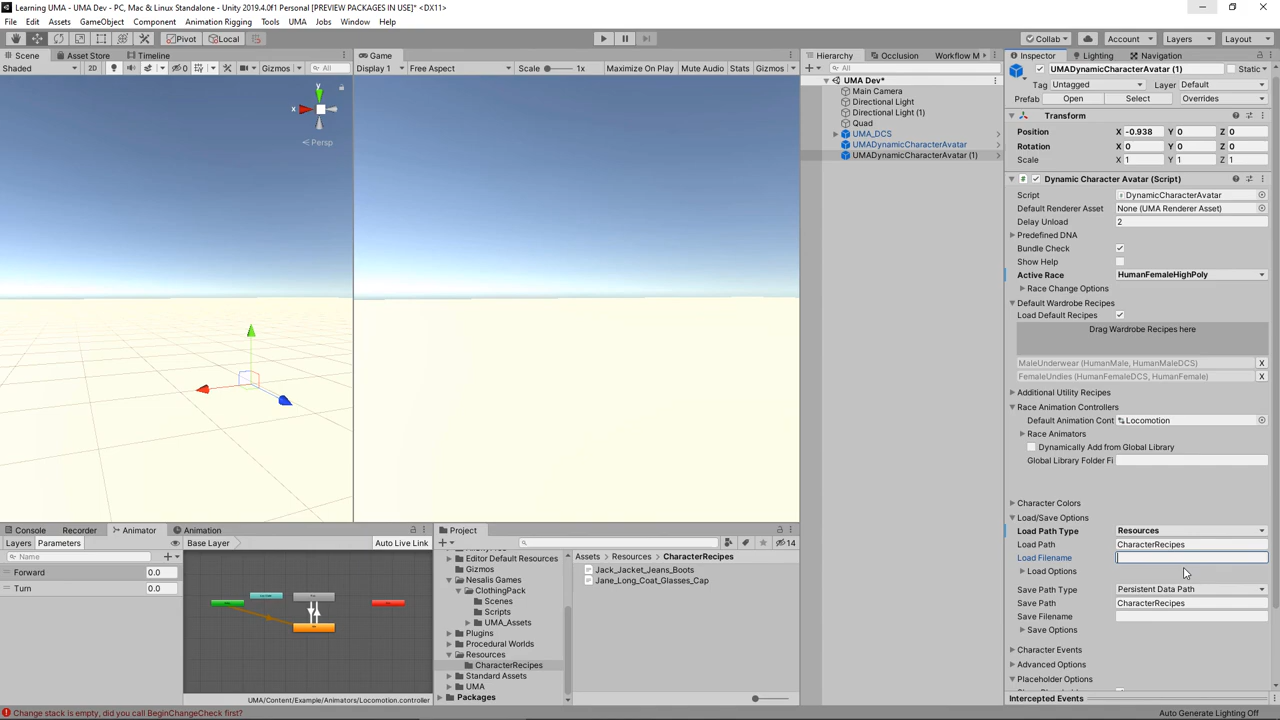 Learning UMA - UMA Dev - PC, Mac & Linux Standalone - Unity 2019.4.0f1 Personal [PREVIEW PACKAGES IN USE]* <DX11>
File Edit Assets GameObject Component Animation Rigging Tools UMA Jobs Window Help
Pivot Local Collab Account Layers Layout
Scene Asset Store Timeline
Shaded 2D 0 Gizmos All
Persp
x y
Game
Display 1 Free Aspect Scale 1x Maximize On Play Mute Audio Stats Gizmos
Hierarchy Occlusion Workflow M
All
UMA Dev*
Main Camera
Directional Light
Directional Light (1)
Quad
UMA_DCS
UMADynamicCharacterAvatar
UMADynamicCharacterAvatar (1)
Inspector Lighting Navigation
UMADynamicCharacterAvatar (1) Static
Tag Untagged Layer Default
Prefab Open Select Overrides
Transform
Position X -0.938 Y 0 Z 0
Rotation X 0 Y 0 Z 0
Scale X 1 Y 1 Z 1
Dynamic Character Avatar (Script)
Script DynamicCharacterAvatar
Default Renderer Asset None (UMA Renderer Asset)
Delay Unload 2
Predefined DNA
Bundle Check
Show Help
Active Race HumanFemaleHighPoly
Race Change Options
Default Wardrobe Recipes
Load Default Recipes
Drag Wardrobe Recipes here
MaleUnderwear (HumanMale, HumanMaleDCS) X
FemaleUndies (HumanFemaleDCS, HumanFemale) X
Additional Utility Recipes
Race Animation Controllers
Default Animation Cont Locomotion
Race Animators
Dynamically Add from Global Library
Global Library Folder Fi
Character Colors
Load/Save Options
Load Path Type Resources
Load Path CharacterRecipes
Load Filename
Load Options
Save Path Type Persistent Data Path
Save Path CharacterRecipes
Save Filename
Save Options
Character Events
Advanced Options
Placeholder Options
Intercepted Events
Console Recorder Animator Animation
Layers Parameters Base Layer Auto Live Link
Name
Forward 0.0
Turn 0.0
UMA/Content/Example/Animators/Locomotion.controller
Project
14
Editor Default Resources
Gizmos
Nesalis Games
ClothingPack
Scenes
Scripts
UMA_Assets
Plugins
Procedural Worlds
Resources
CharacterRecipes
Standard Assets
UMA
Packages
Assets Resources CharacterRecipes
Jack_Jacket_Jeans_Boots
Jane_Long_Coat_Glasses_Cap
Change stack is empty, did you call BeginChangeCheck first?
Auto Generate Lighting Off